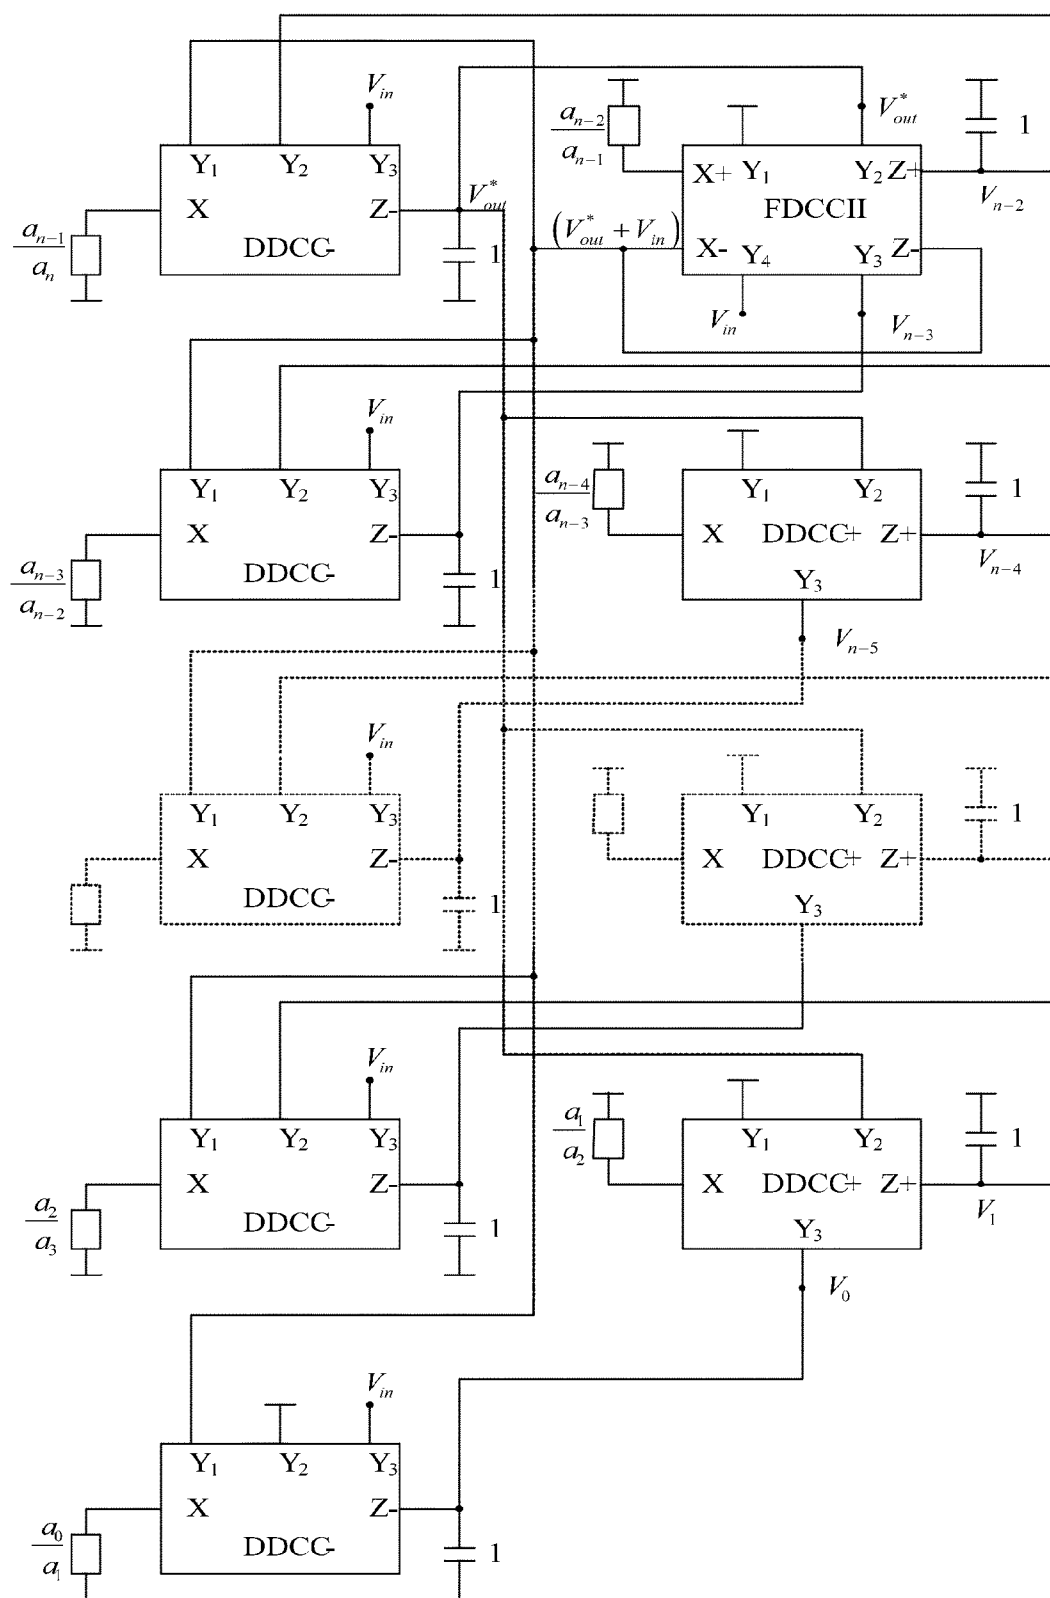 V_in
V*_out
a_{n-2}/a_{n-1}
1
Y1 Y2 Y3
X Z-
DDCC-
a_{n-1}/a_n
1
V*_out
(V*_out + V_in)
X+ Y1 Y2 Z+
FDCCII
X- Y4 Y3 Z-
V_{n-2}
V_in
V_{n-3}
V_in
Y1 Y2 Y3
X Z-
DDCC-
a_{n-3}/a_{n-2}
1
a_{n-4}/a_{n-3}
1
Y1 Y2
X DDCC+ Z+
Y3
V_{n-4}
V_{n-5}
V_in
Y1 Y2 Y3
X Z-
DDCC-
1
1
Y1 Y2
X DDCC+ Z+
Y3
V_in
Y1 Y2 Y3
X Z-
DDCC-
a_2/a_3
1
a_1/a_2
1
Y1 Y2
X DDCC+ Z+
Y3
V_1
V_0
V_in
Y1 Y2 Y3
X Z-
DDCC-
a_0/a_1
1